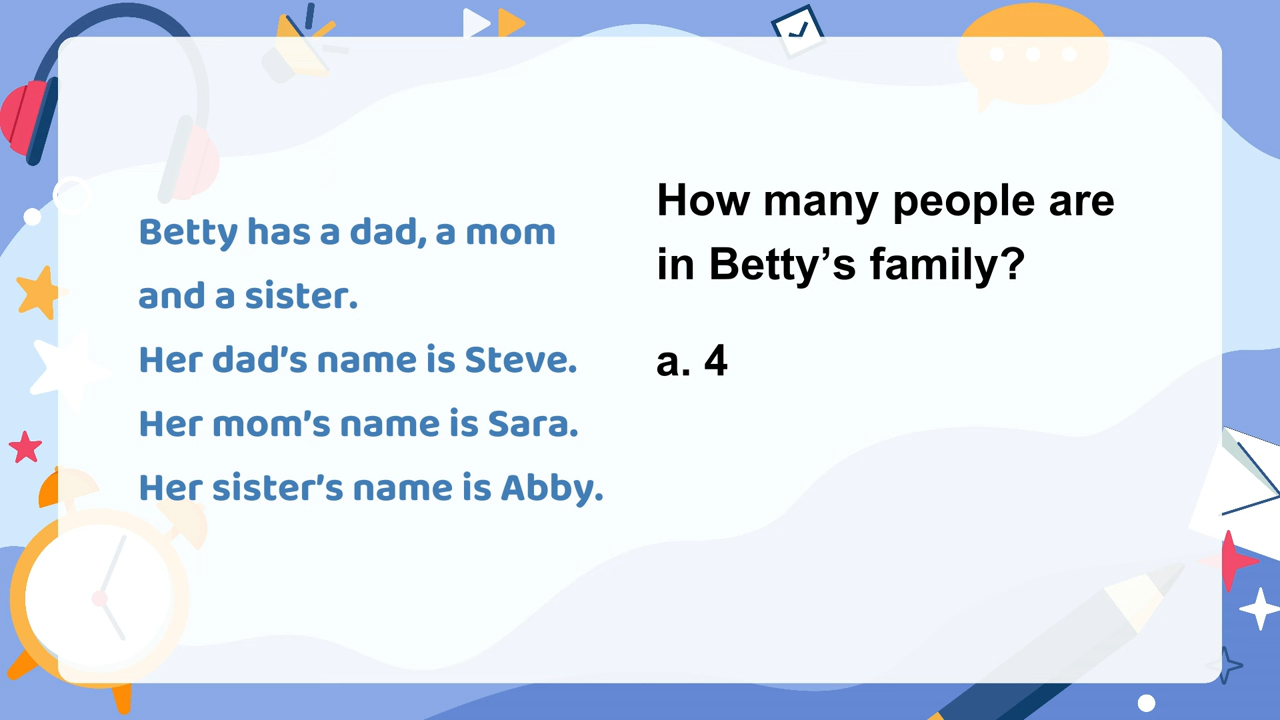 Betty has a dad, a mom
and a sister.
Her dad’s name is Steve.
Her mom’s name is Sara.
Her sister’s name is Abby.
How many people are
in Betty’s family?
a. 4